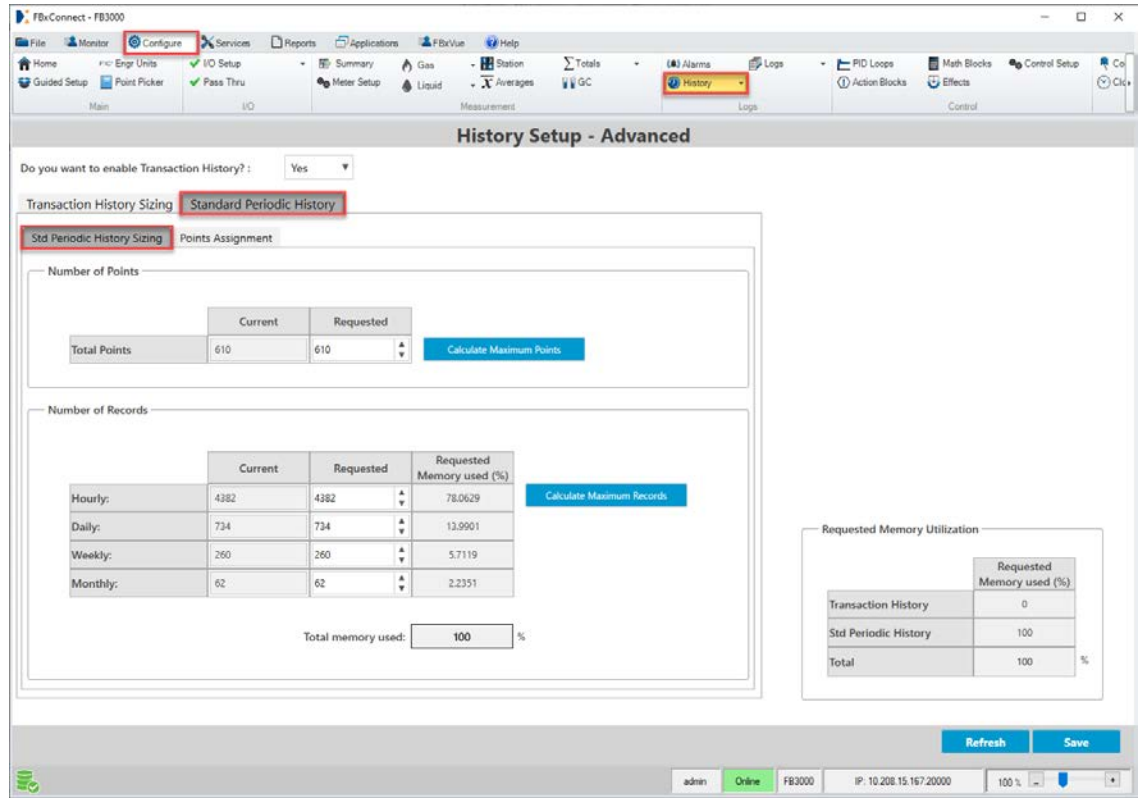 FBxConnect - FB3000
File Monitor Configure Services Reports Applications FBxVue Help
Home Engr Units I/O Setup Summary Gas Station Totals Alarms Logs PID Loops Math Blocks Control Setup Co
Guided Setup Point Picker Pass Thru Meter Setup Liquid Averages GC History Action Blocks Effects Clc
Main I/O Measurement Logs Control
History Setup - Advanced
Do you want to enable Transaction History? : Yes
Transaction History Sizing Standard Periodic History
Std Periodic History Sizing Points Assignment
Number of Points
Current Requested
Total Points 610 610 Calculate Maximum Points
Number of Records
Current Requested Requested
Memory used (%)
Hourly: 4382 4382 78.0629 Calculate Maximum Records
Daily: 734 734 13.9901
Weekly: 260 260 5.7119
Monthly: 62 62 2.2351
Total memory used: 100 %
Requested Memory Utilization
Requested
Memory used (%)
Transaction History 0
Std Periodic History 100
Total 100 %
Refresh Save
admin Online FB3000 IP: 10.208.15.167:20000 100 %